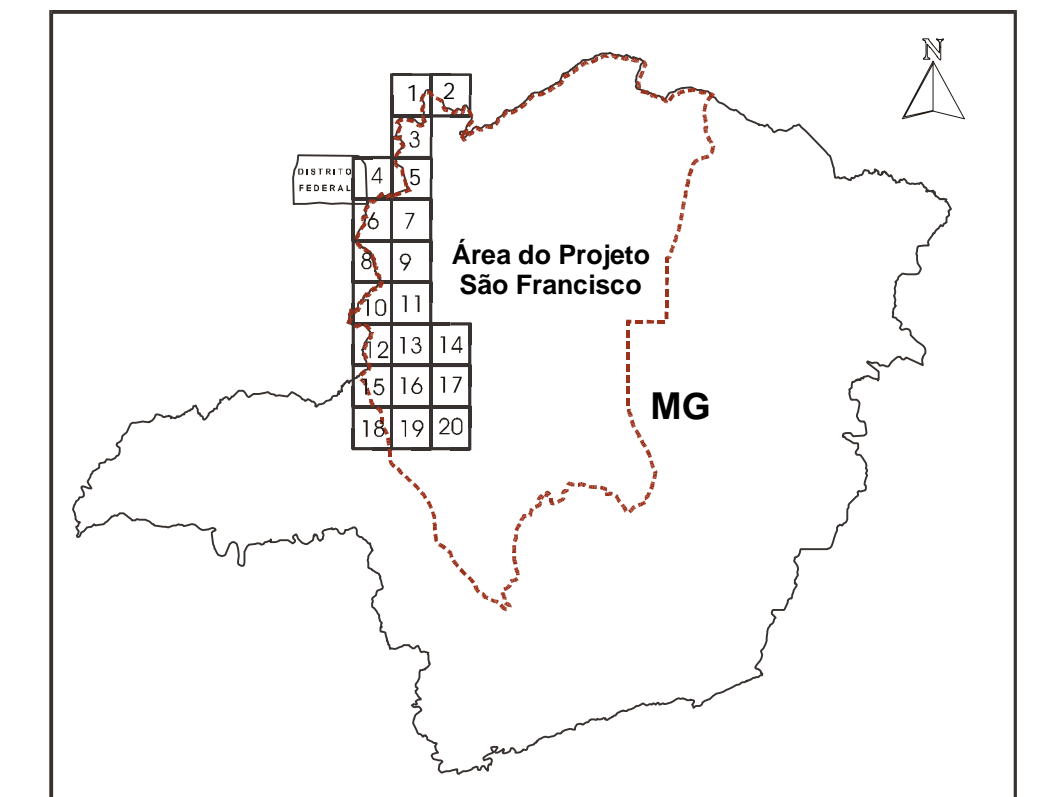 N
1 2
3
DISTRITO
FEDERAL
4 5
6 7
Área do Projeto
São Francisco
8 9
10 11
12 13 14
15 16 17
MG
18 19 20